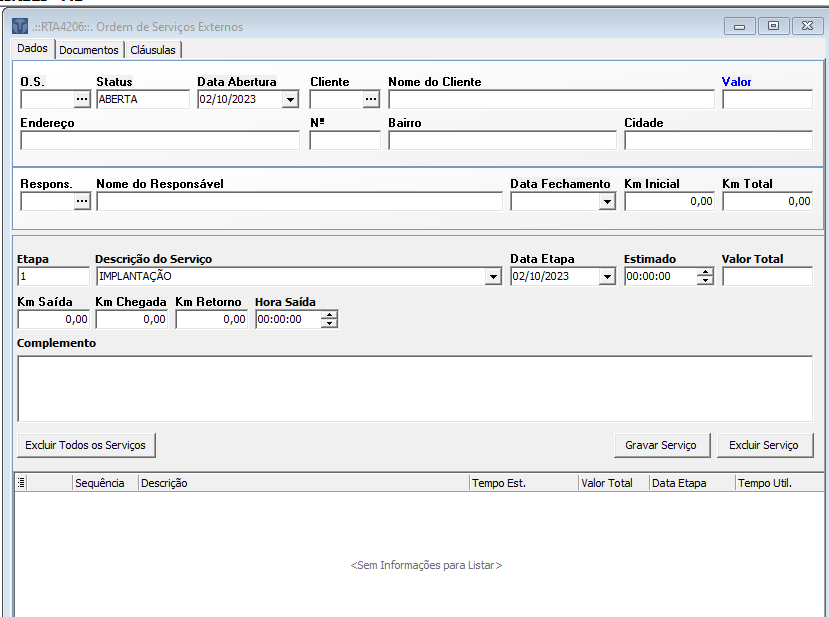 .::RTA4206::. Ordem de Serviços Externos
Dados Documentos Cláusulas
O.S. Status Data Abertura Cliente Nome do Cliente Valor
... ABERTA 02/10/2023 ...
Endereço Nº Bairro Cidade
Respons. Nome do Responsável Data Fechamento Km Inicial Km Total
... 0,00 0,00
Etapa Descrição do Serviço Data Etapa Estimado Valor Total
1 IMPLANTAÇÃO 02/10/2023 00:00:00
Km Saída Km Chegada Km Retorno Hora Saída
0,00 0,00 0,00 00:00:00
Complemento
Excluir Todos os Serviços Gravar Serviço Excluir Serviço
Sequência Descrição Tempo Est. Valor Total Data Etapa Tempo Util.
<Sem Informações para Listar>